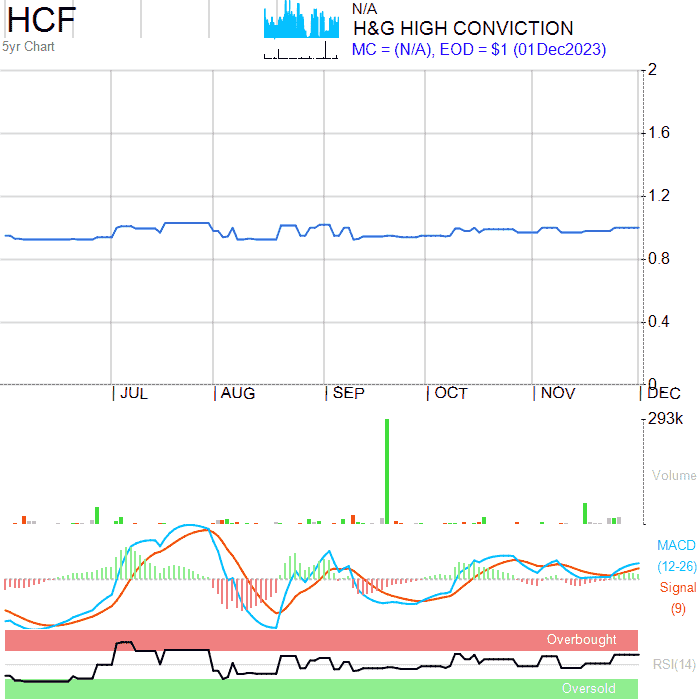 HCF
5yr Chart
N/A
H&G HIGH CONVICTION
MC = (N/A), EOD = $1 (01Dec2023)
2
1.6
1.2
0.8
0.4
0
JUL AUG SEP OCT NOV DEC
293k
Volume
MACD
(12-26)
Signal
(9)
Overbought
RSI(14)
Oversold